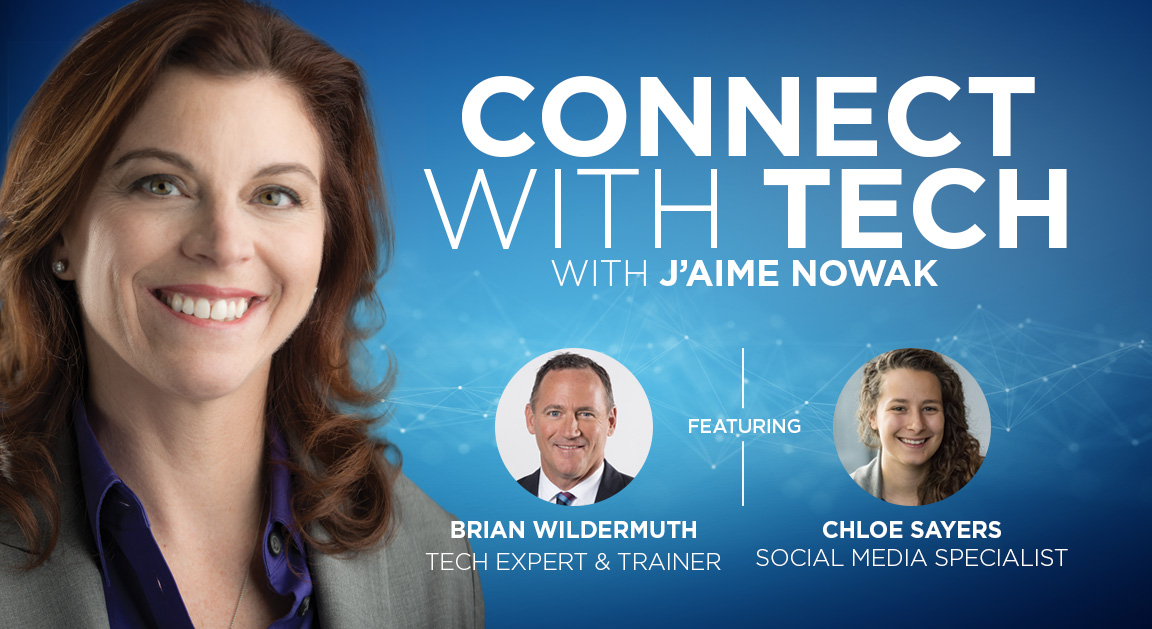 CONNECT
WITH TECH
WITH J'AIME NOWAK
FEATURING
BRIAN WILDERMUTH
TECH EXPERT & TRAINER
CHLOE SAYERS
SOCIAL MEDIA SPECIALIST